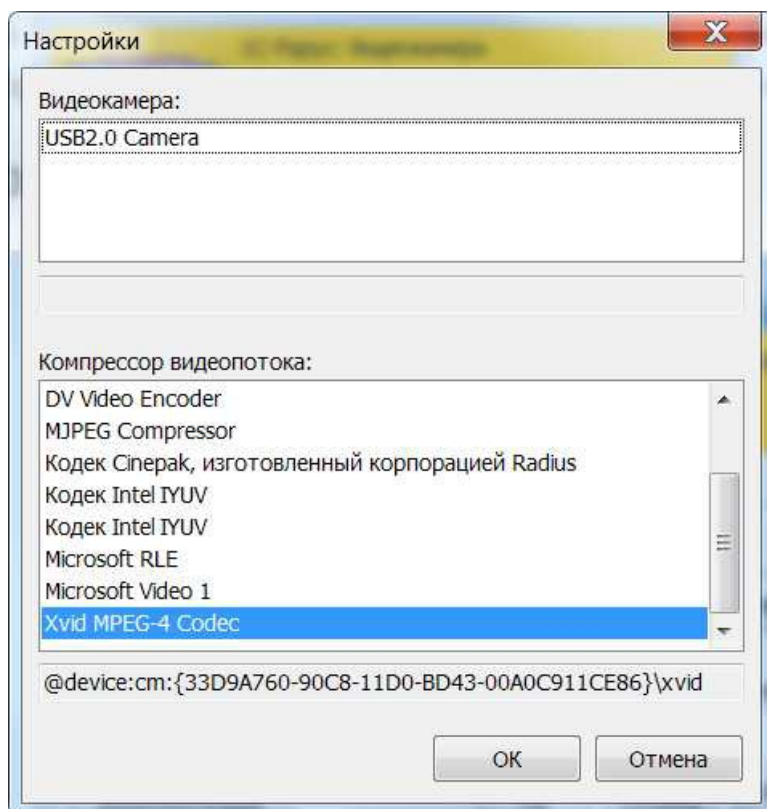 Настройки
Видеокамера:
USB2.0 Camera
Компрессор видеопотока:
DV Video Encoder
MJPEG Compressor
Кодек Cinepak, изготовленный корпорацией Radius
Кодек Intel IYUV
Кодек Intel IYUV
Microsoft RLE
Microsoft Video 1
Xvid MPEG-4 Codec
@device:cm:{33D9A760-90C8-11D0-BD43-00A0C911CE86}\xvid
ОК
Отмена